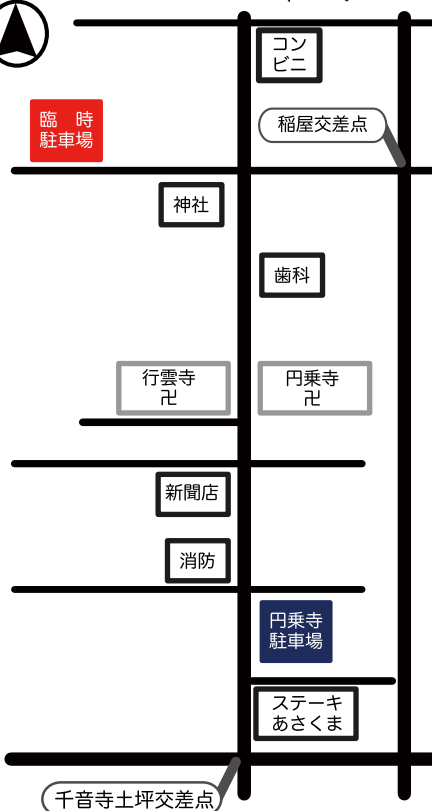 コン
ビニ
臨　時
駐車場
稲屋交差点
神社
歯科
行雲寺
卍
円乗寺
卍
新聞店
消防
円乗寺
駐車場
ステーキ
あさくま
千音寺土坪交差点